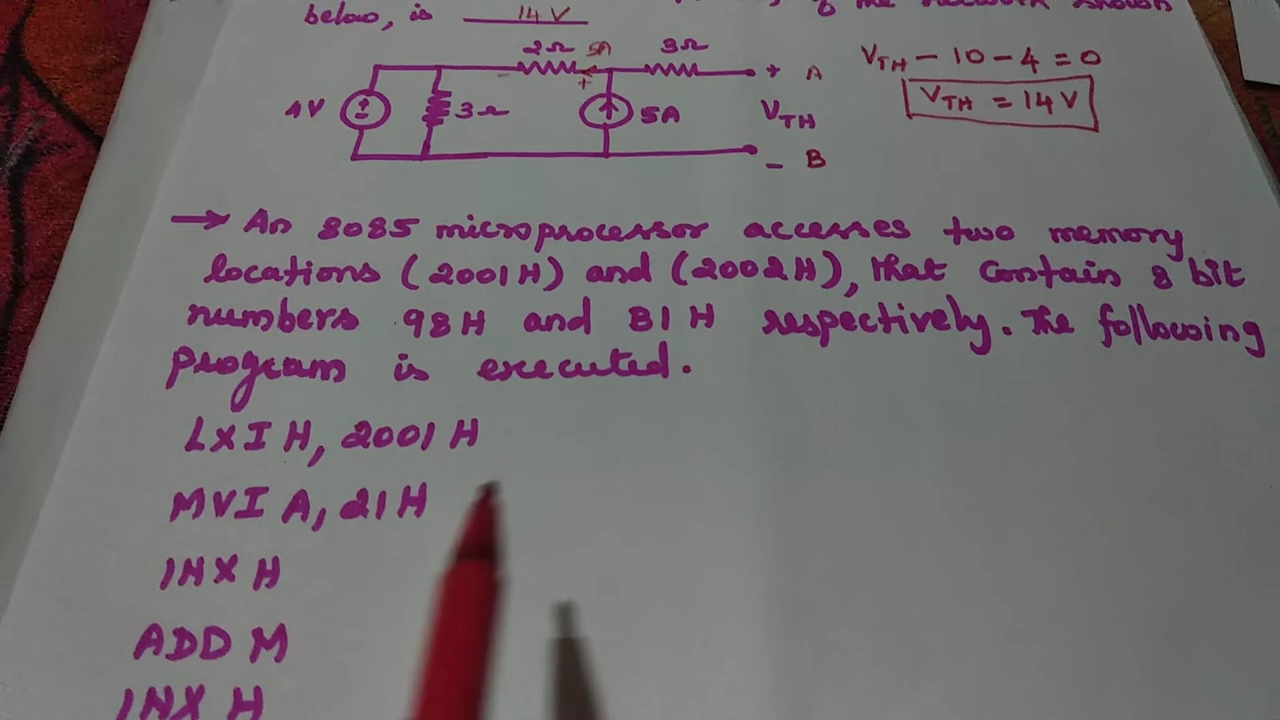 below, is 14 V
2Ω 5A 3Ω
+ A
4V 3Ω 5A VTH
+
- B
VTH - 10 - 4 = 0
VTH = 14 V
→ An 8085 microprocessor accesses two memory
locations (2001H) and (2002H), that contain 8 bit
numbers 98H and B1H respectively. The following
program is executed.
LXI H, 2001 H
MVI A, 21 H
INX H
ADD M
INX H